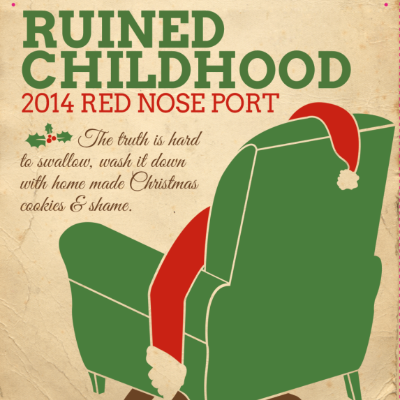 RUINED
CHILDHOOD
2014 RED NOSE PORT
The truth is hard
to swallow, wash it down
with home made Christmas
cookies & shame.